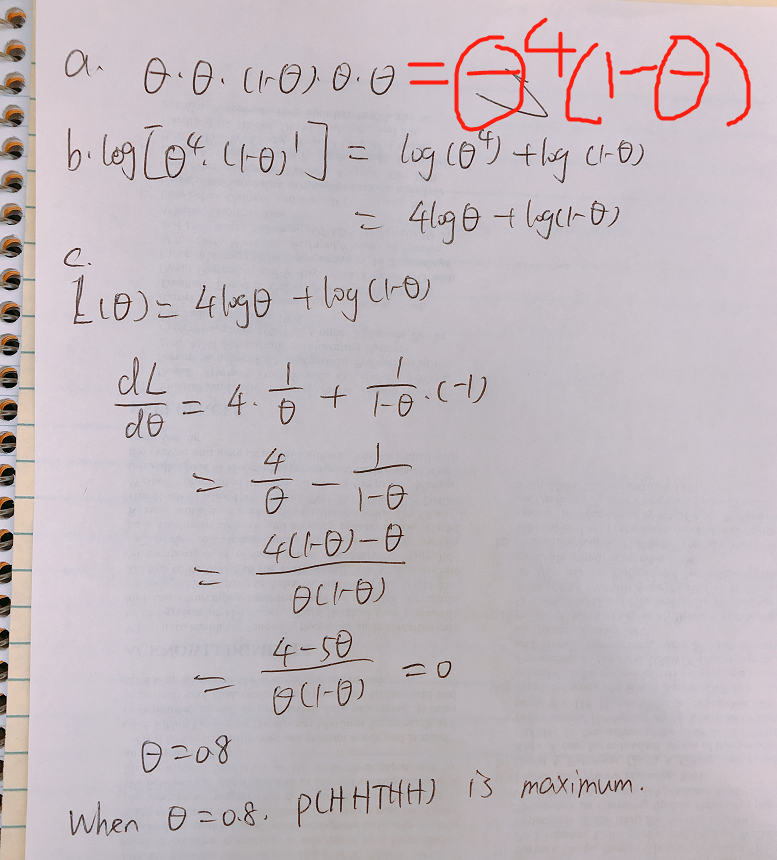 a. θ·θ·(1-θ)·θ·θ = θ⁴(1-θ)
b. log[θ⁴·(1-θ)¹] = log(θ⁴) + log(1-θ)
= 4logθ + log(1-θ)
c.
L(θ) = 4logθ + log(1-θ)
dL/dθ = 4·1/θ + 1/(1-θ)·(-1)
= 4/θ - 1/(1-θ)
= (4(1-θ)-θ)/(θ(1-θ))
= (4-5θ)/(θ(1-θ)) = 0
θ = 0.8
When θ = 0.8. P(HHTHH) is maximum.